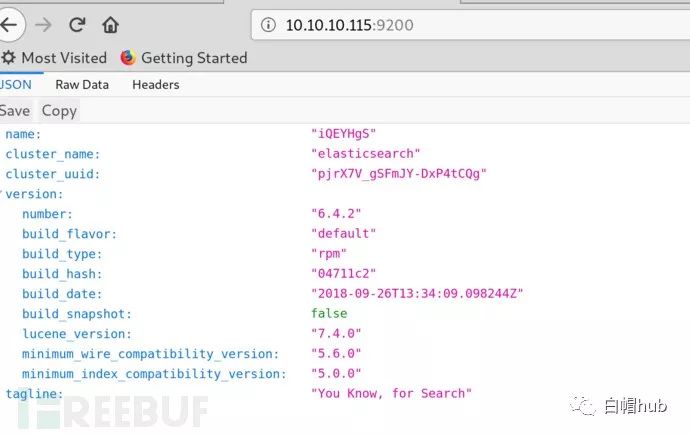 10.10.10.115:9200
Most Visited Getting Started
JSON Raw Data Headers
Save Copy
name: "iQEYHgS"
cluster_name: "elasticsearch"
cluster_uuid: "pjrX7V_gSFmJY-DxP4tCQg"
version:
number: "6.4.2"
build_flavor: "default"
build_type: "rpm"
build_hash: "04711c2"
build_date: "2018-09-26T13:34:09.098244Z"
build_snapshot: false
lucene_version: "7.4.0"
minimum_wire_compatibility_version: "5.6.0"
minimum_index_compatibility_version: "5.0.0"
tagline: "You Know, for Search"
FREEBUF 白帽hub